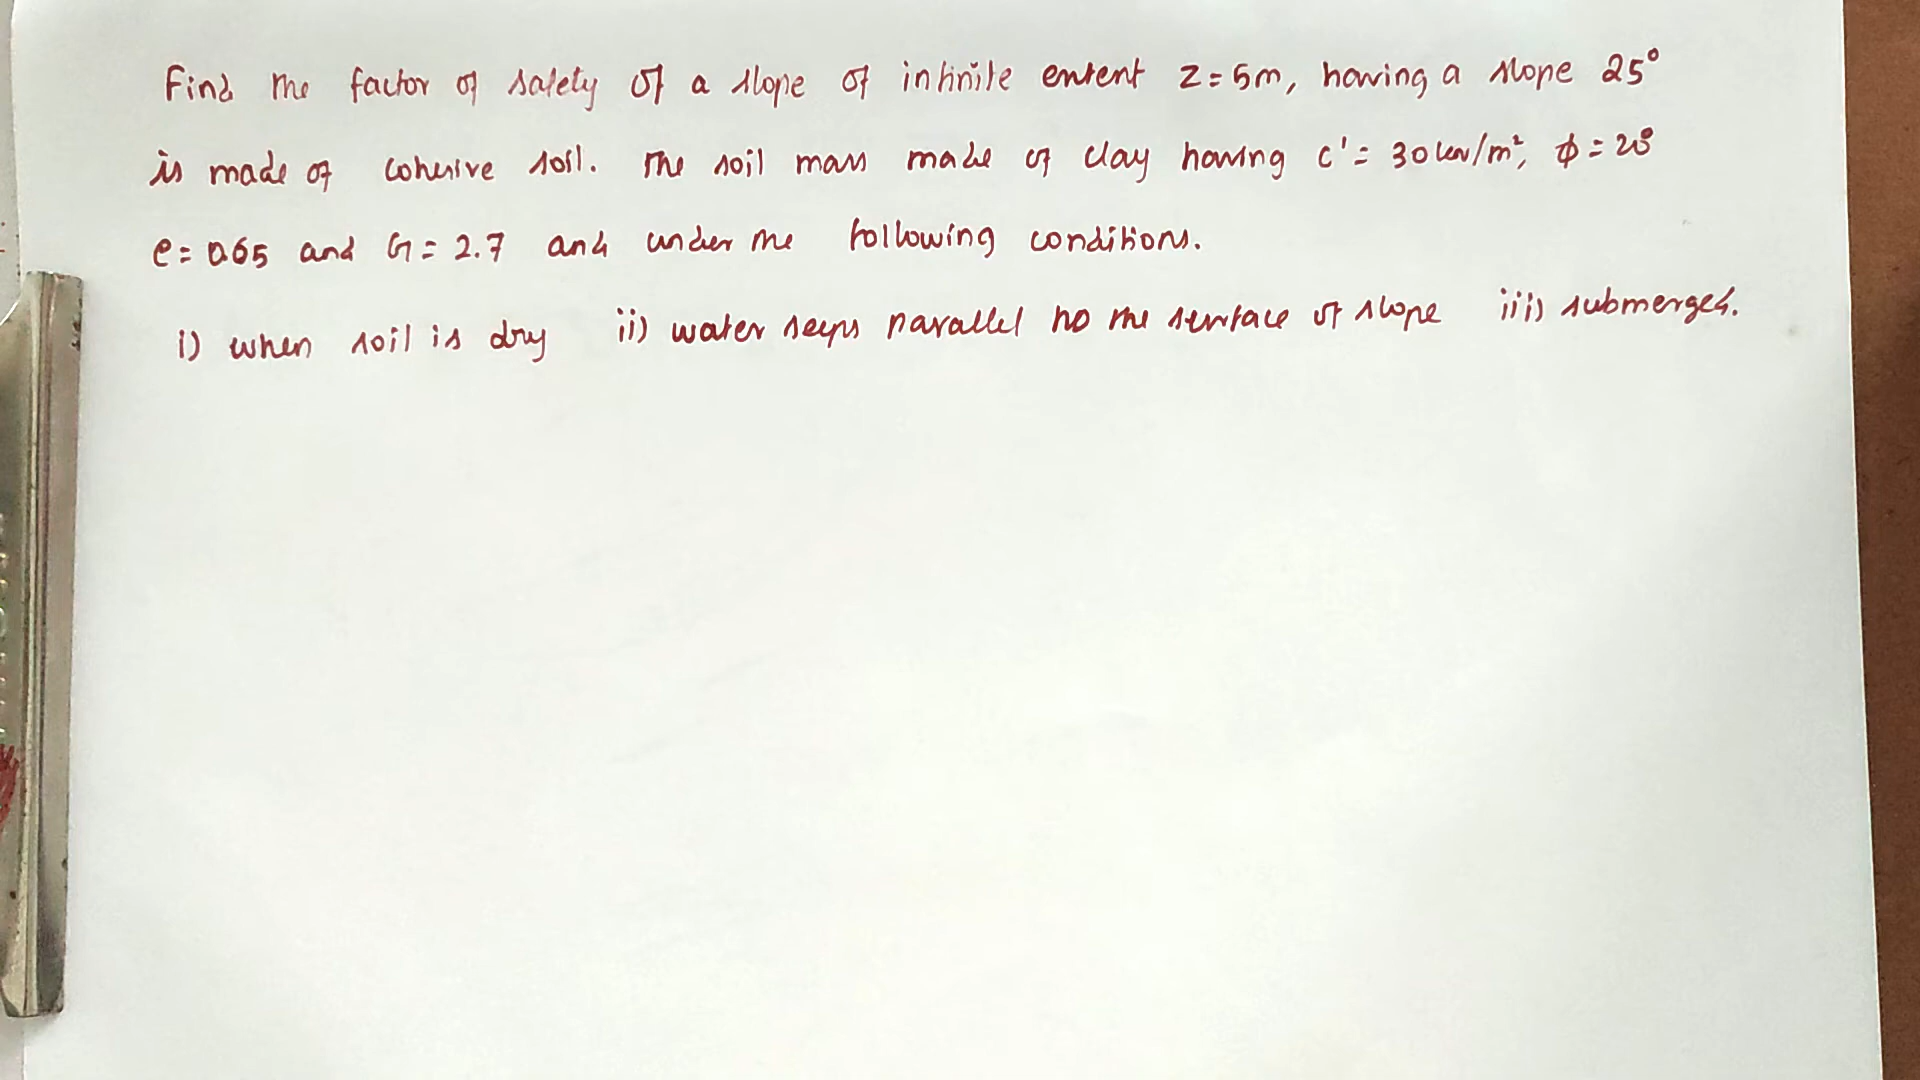 Find the factor of safety of a slope of infinite extent z = 5m, having a slope 25°
is made of cohesive soil. The soil mass made of clay having c' = 30 kN/m², ϕ = 20°
e = 0.65 and G = 2.7 and under the following conditions.
i) when soil is dry ii) water seeps parallel to the surface of slope iii) submerged.